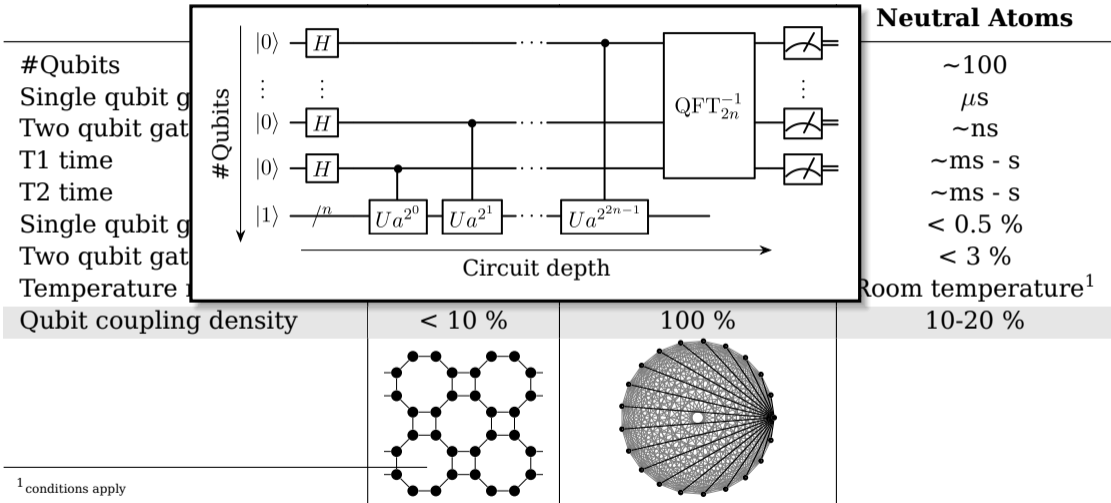 Neutral Atoms
#Qubits ~100
Single qubit g μs
Two qubit gat ~ns
T1 time ~ms - s
T2 time ~ms - s
Single qubit g < 0.5 %
Two qubit gat < 3 %
Temperature Room temperature¹
Qubit coupling density < 10 % 100 % 10-20 %
¹conditions apply
#Qubits
|0⟩ H ···
⋮ ⋮ ⋮
|0⟩ H ··· QFT₂ₙ⁻¹
|0⟩ H ···
|1⟩ /n Ua^{2^0} Ua^{2^1} ··· Ua^{2^{2n−1}}
Circuit depth